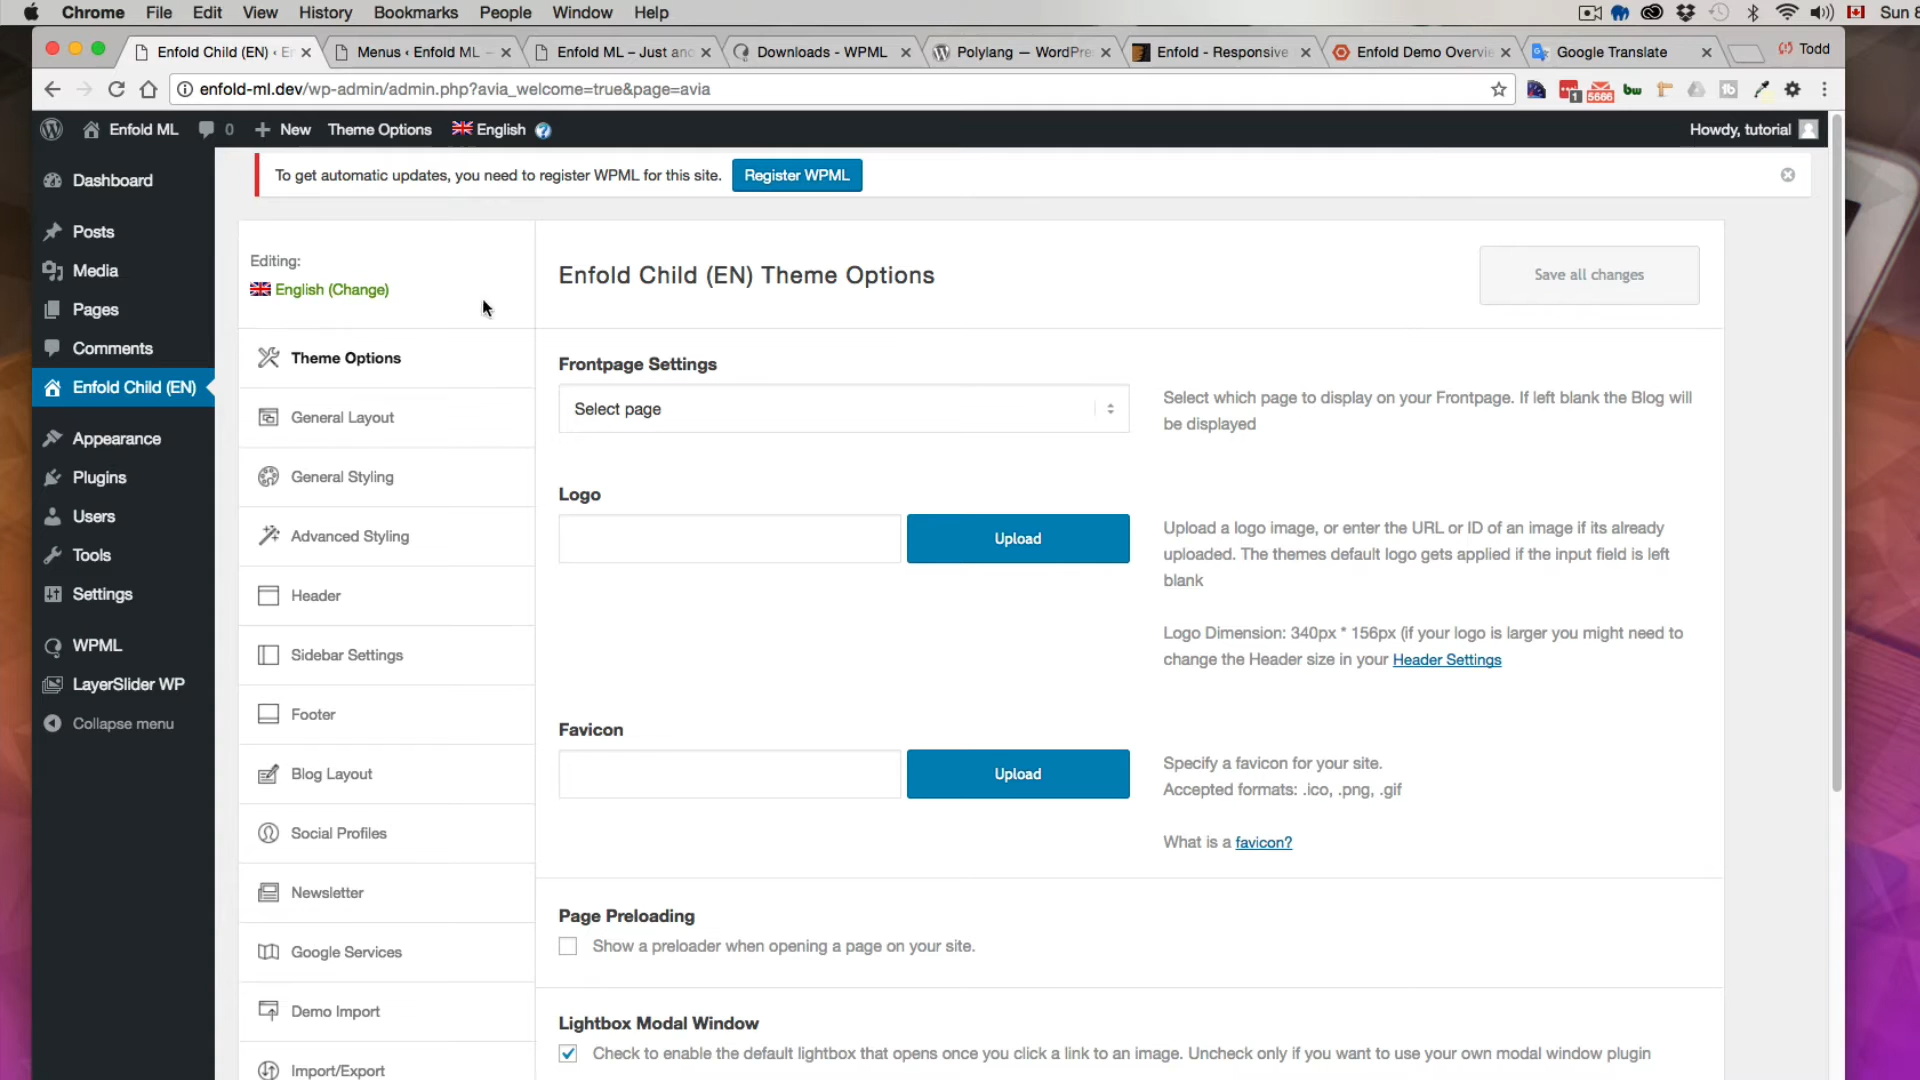 Chrome File Edit View History Bookmarks People Window Help Sun 8
Enfold Child (EN) ‹ En Menus ‹ Enfold ML – Enfold ML – Just ano Downloads - WPML Polylang — WordPre Enfold - Responsive Enfold Demo Overvie Google Translate Todd
enfold-ml.dev/wp-admin/admin.php?avia_welcome=true&page=avia
1 5666 bw
Enfold ML 0 New Theme Options English ? Howdy, tutorial
To get automatic updates, you need to register WPML for this site. Register WPML
Dashboard
Posts
Media
Pages
Comments
Enfold Child (EN)
Appearance
Plugins
Users
Tools
Settings
WPML
LayerSlider WP
Collapse menu
Editing:
English (Change)
Theme Options
General Layout
General Styling
Advanced Styling
Header
Sidebar Settings
Footer
Blog Layout
Social Profiles
Newsletter
Google Services
Demo Import
Import/Export
Enfold Child (EN) Theme Options
Save all changes
Frontpage Settings
Select page
Select which page to display on your Frontpage. If left blank the Blog will
be displayed
Logo
Upload
Upload a logo image, or enter the URL or ID of an image if its already
uploaded. The themes default logo gets applied if the input field is left
blank
Logo Dimension: 340px * 156px (if your logo is larger you might need to
change the Header size in your Header Settings
Favicon
Upload
Specify a favicon for your site.
Accepted formats: .ico, .png, .gif
What is a favicon?
Page Preloading
Show a preloader when opening a page on your site.
Lightbox Modal Window
Check to enable the default lightbox that opens once you click a link to an image. Uncheck only if you want to use your own modal window plugin